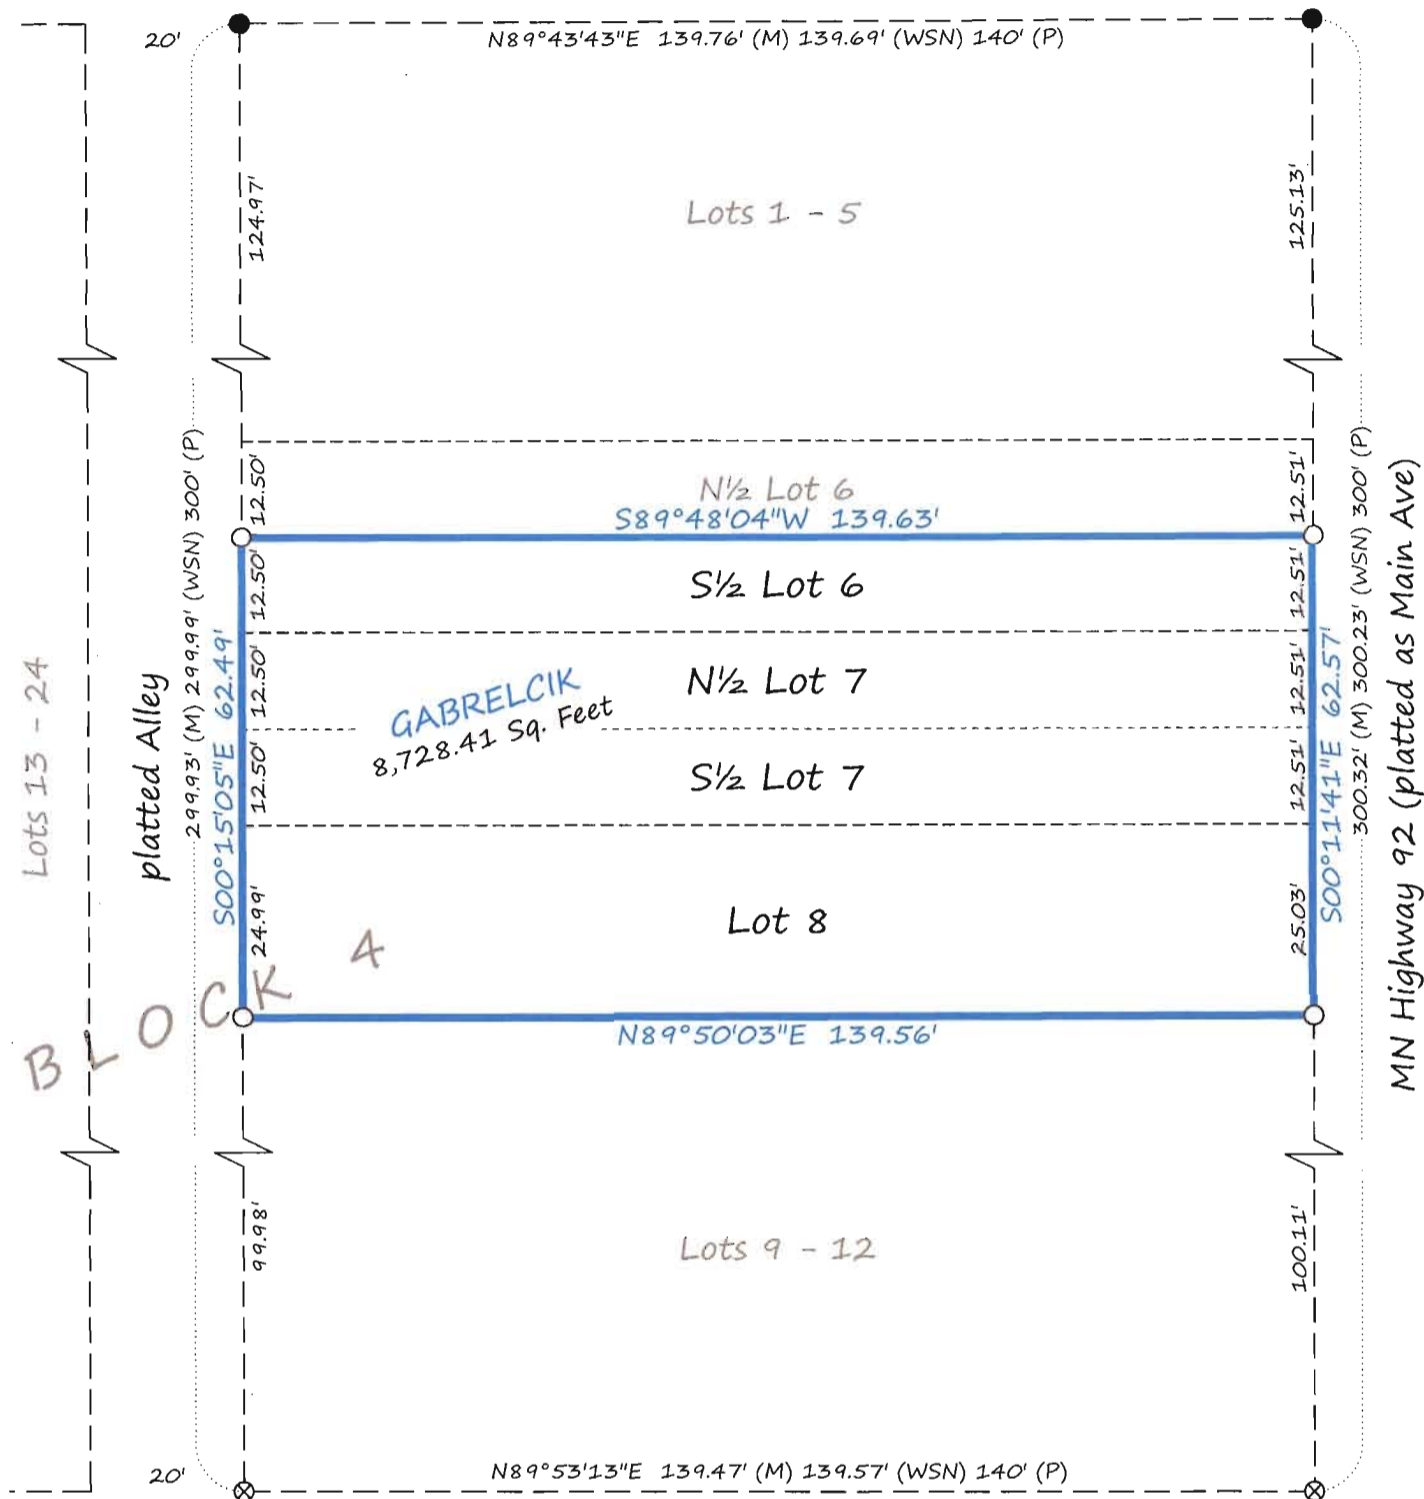 20'
N89°43'43"E 139.76' (M) 139.69' (WSN) 140' (P)
124.97'
125.13'
Lots 1 - 5
12.50'
12.51'
N½ Lot 6
S89°48'04"W 139.63'
12.50'
12.51'
S½ Lot 6
12.50'
12.51'
N½ Lot 7
GABRELCIK
8,728.41 Sq. Feet
12.50'
12.51'
S½ Lot 7
24.99'
25.03'
Lot 8
S00°15'05"E 62.49'
S00°11'41"E 62.57'
299.93' (M) 299.99' (WSN) 300' (P)
300.32' (M) 300.23' (WSN) 300' (P)
platted Alley
Lots 13 - 24
MN Highway 92 (platted as Main Ave)
BLOCK 4
N89°50'03"E 139.56'
99.98'
100.11'
Lots 9 - 12
20'
N89°53'13"E 139.47' (M) 139.57' (WSN) 140' (P)